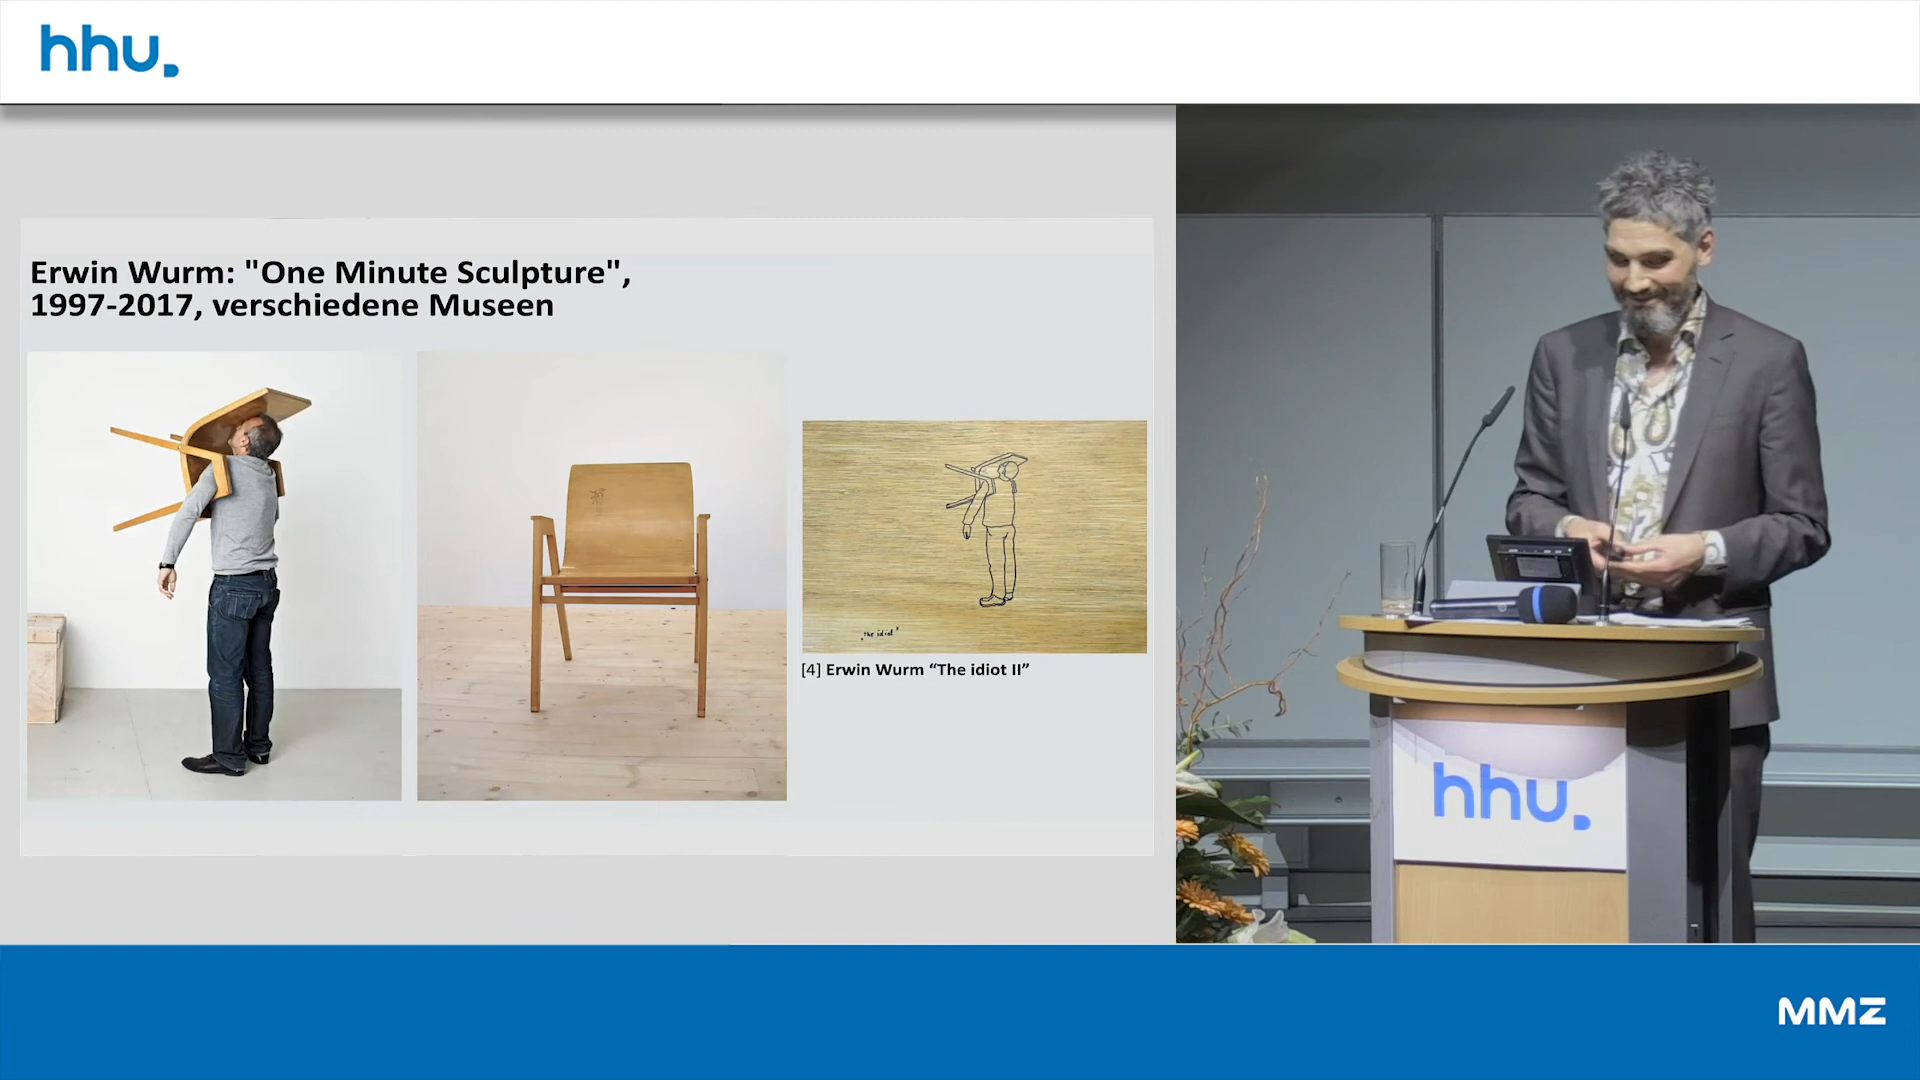 hhu.
Erwin Wurm: "One Minute Sculpture",
1997-2017, verschiedene Museen
„the idiot"
[4] Erwin Wurm “The idiot II”
hhu.
MMZ